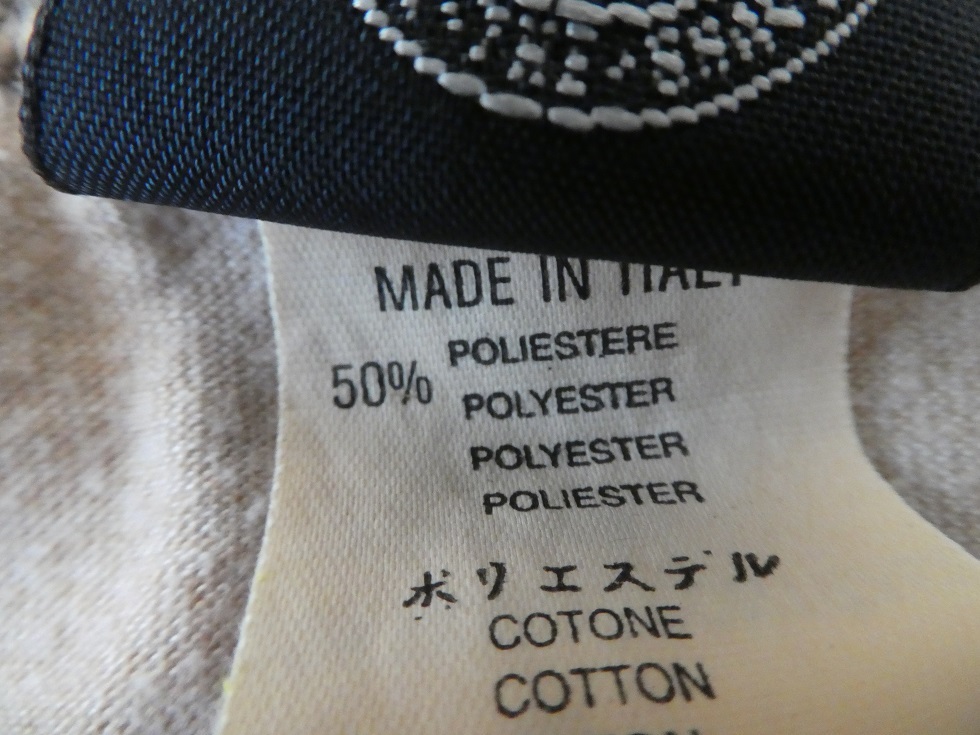 MADE IN ITALY
POLIESTERE
50% POLYESTER
POLYESTER
POLIESTER
ポリエステル
COTONE
COTTON